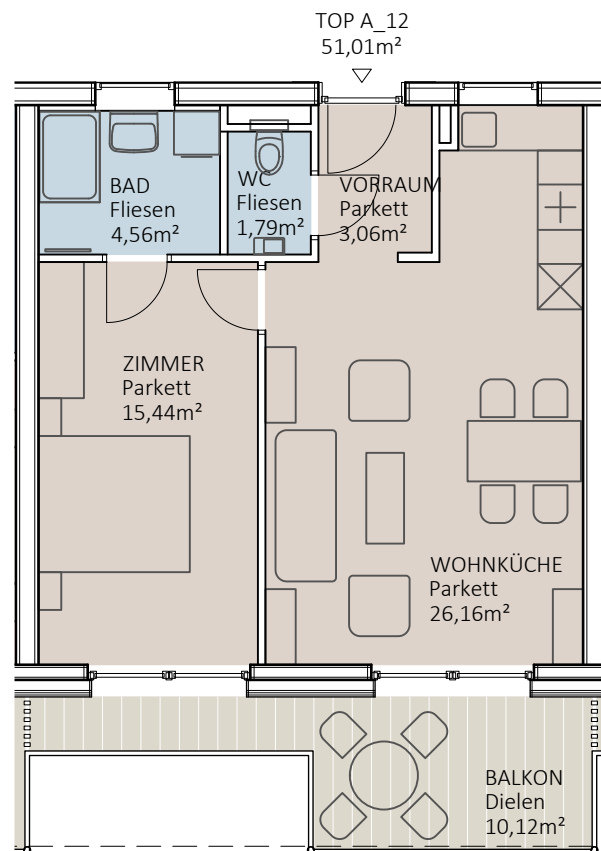 TOP A_12
51,01m²
BAD
Fliesen
4,56m²
WC
Fliesen
1,79m²
VORRAUM
Parkett
3,06m²
ZIMMER
Parkett
15,44m²
WOHNKÜCHE
Parkett
26,16m²
BALKON
Dielen
10,12m²